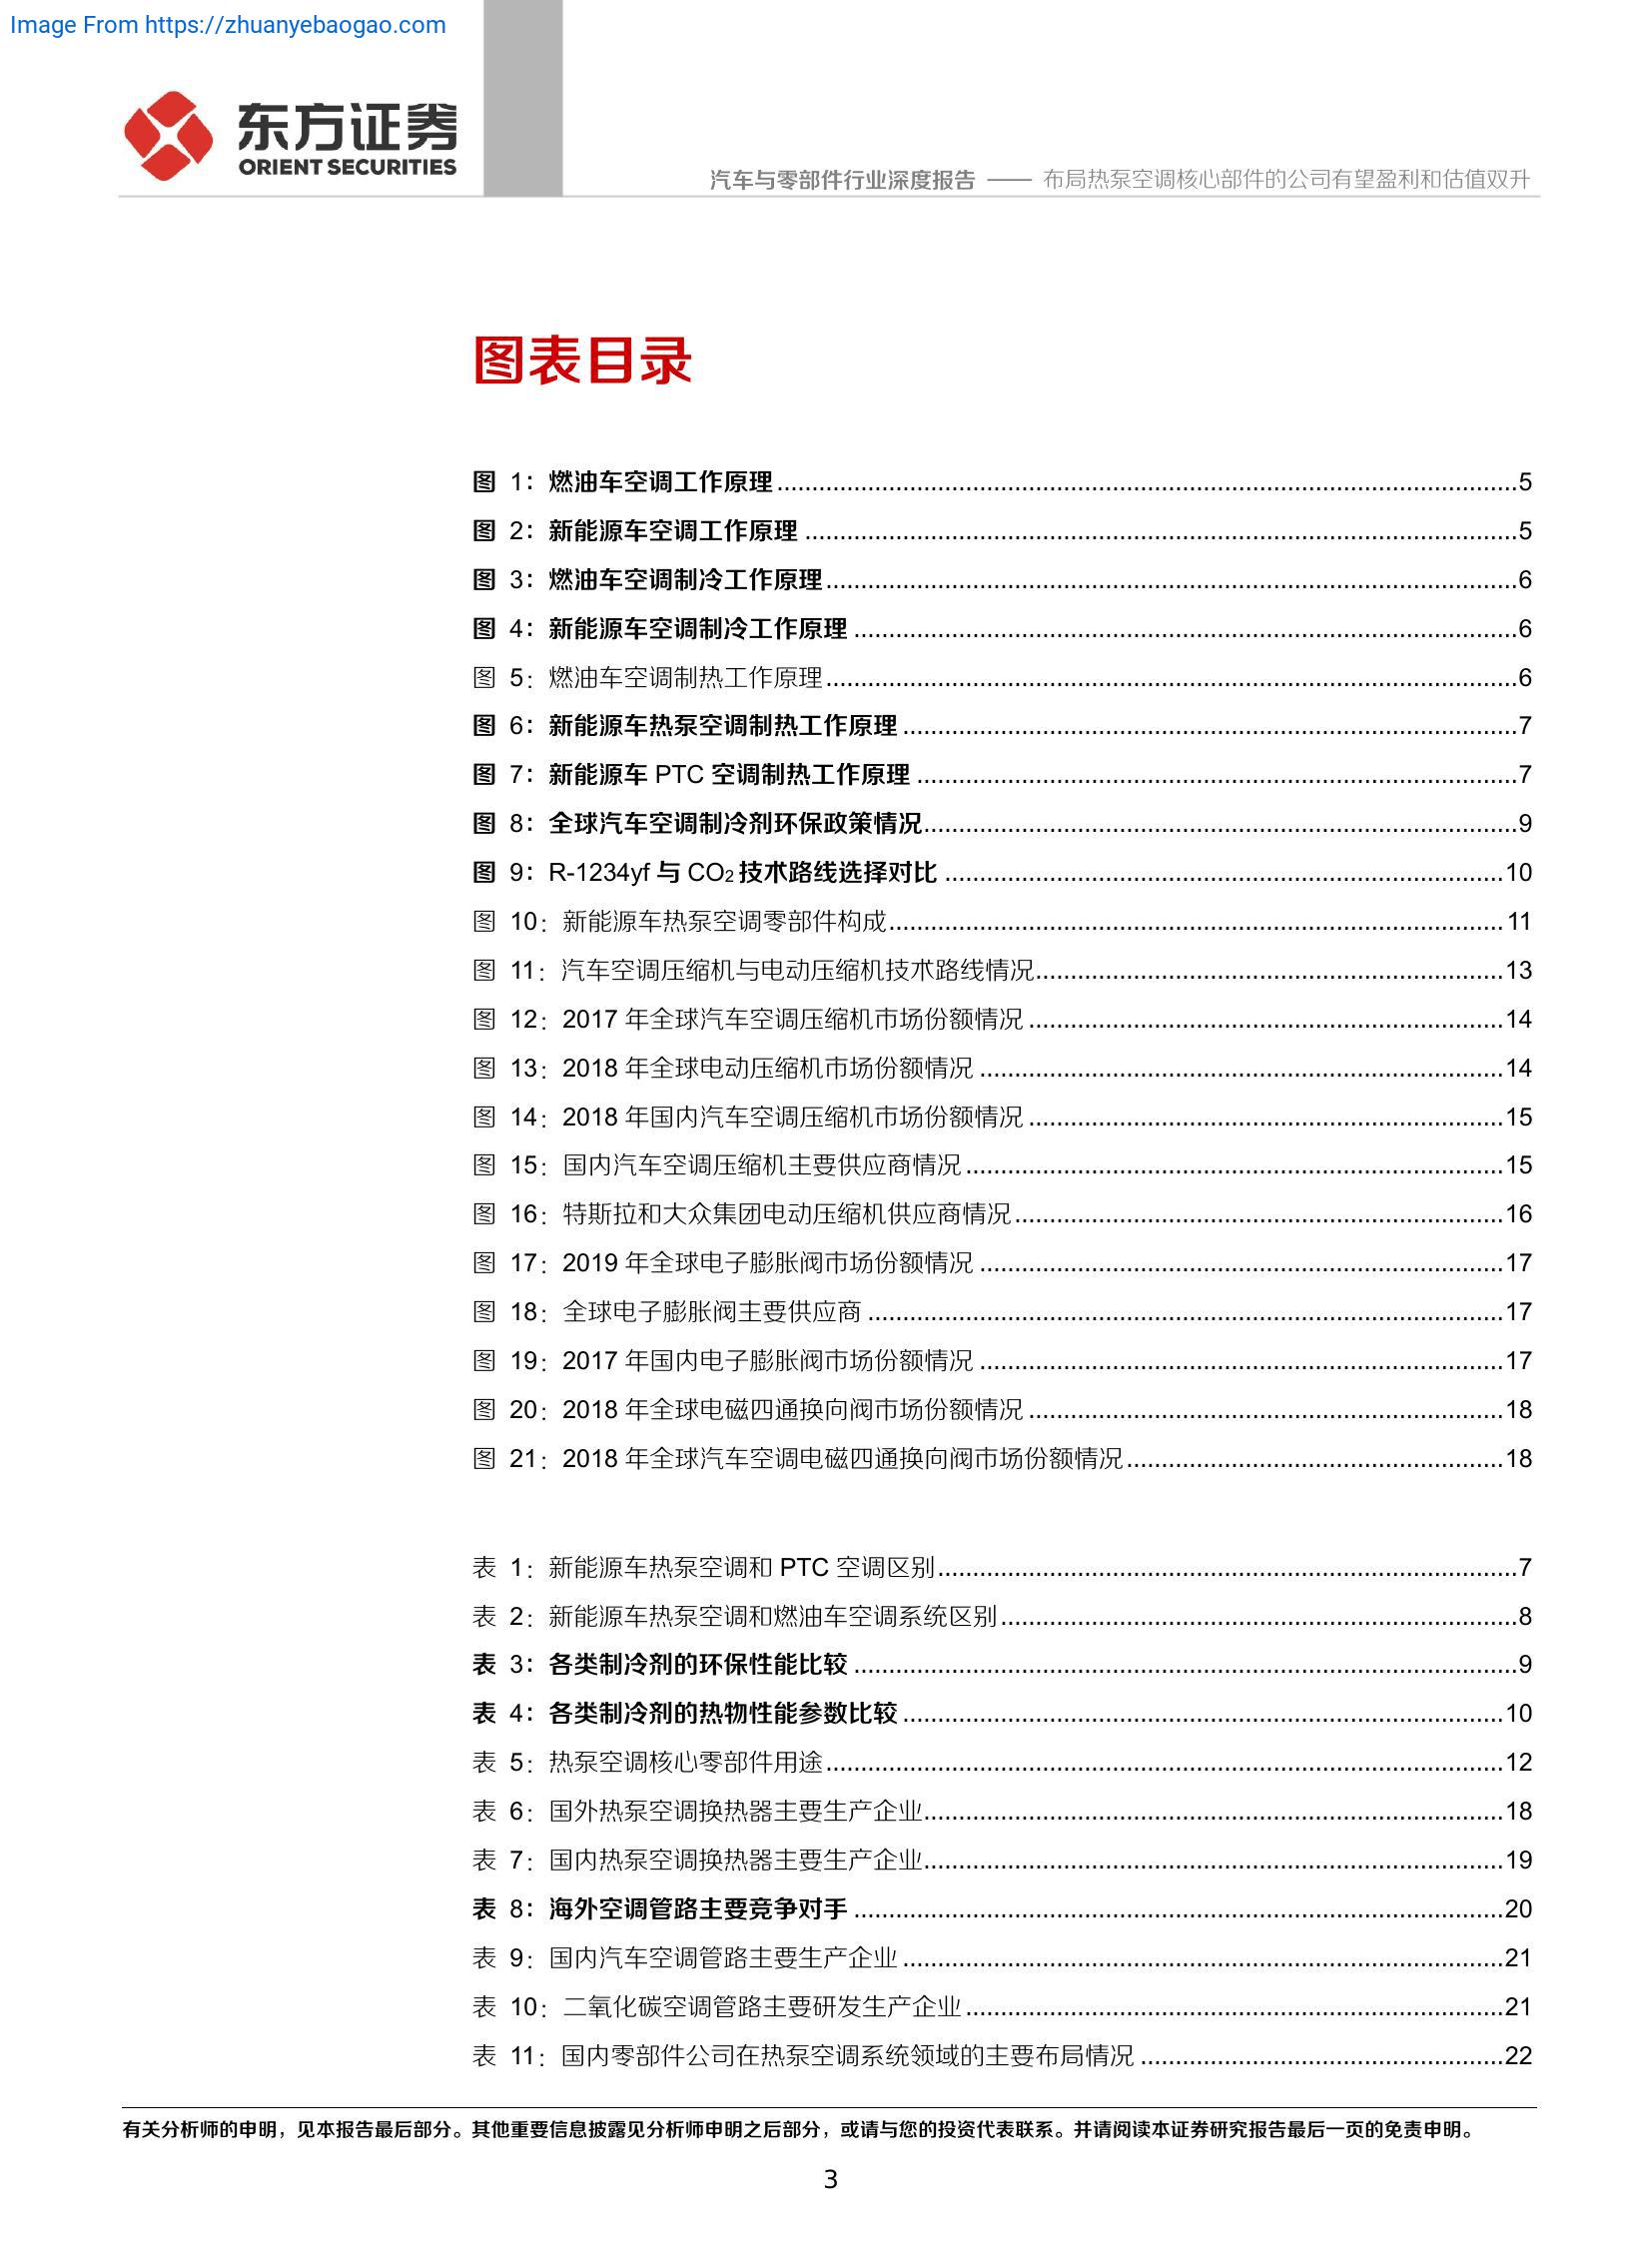 Image From https://zhuanyebaogao.com
东方证券
ORIENT SECURITIES
汽车与零部件行业深度报告 —— 布局热泵空调核心部件的公司有望盈利和估值双升
图表目录
图 1：燃油车空调工作原理..........5
图 2：新能源车空调工作原理..........5
图 3：燃油车空调制冷工作原理..........6
图 4：新能源车空调制冷工作原理..........6
图 5：燃油车空调制热工作原理..........6
图 6：新能源车热泵空调制热工作原理..........7
图 7：新能源车 PTC 空调制热工作原理..........7
图 8：全球汽车空调制冷剂环保政策情况..........9
图 9：R-1234yf 与 CO₂ 技术路线选择对比..........10
图 10：新能源车热泵空调零部件构成..........11
图 11：汽车空调压缩机与电动压缩机技术路线情况..........13
图 12：2017 年全球汽车空调压缩机市场份额情况..........14
图 13：2018 年全球电动压缩机市场份额情况..........14
图 14：2018 年国内汽车空调压缩机市场份额情况..........15
图 15：国内汽车空调压缩机主要供应商情况..........15
图 16：特斯拉和大众集团电动压缩机供应商情况..........16
图 17：2019 年全球电子膨胀阀市场份额情况..........17
图 18：全球电子膨胀阀主要供应商..........17
图 19：2017 年国内电子膨胀阀市场份额情况..........17
图 20：2018 年全球电磁四通换向阀市场份额情况..........18
图 21：2018 年全球汽车空调电磁四通换向阀市场份额情况..........18
表 1：新能源车热泵空调和 PTC 空调区别..........7
表 2：新能源车热泵空调和燃油车空调系统区别..........8
表 3：各类制冷剂的环保性能比较..........9
表 4：各类制冷剂的热物性能参数比较..........10
表 5：热泵空调核心零部件用途..........12
表 6：国外热泵空调换热器主要生产企业..........18
表 7：国内热泵空调换热器主要生产企业..........19
表 8：海外空调管路主要竞争对手..........20
表 9：国内汽车空调管路主要生产企业..........21
表 10：二氧化碳空调管路主要研发生产企业..........21
表 11：国内零部件公司在热泵空调系统领域的主要布局情况..........22
有关分析师的申明，见本报告最后部分。其他重要信息披露见分析师申明之后部分，或请与您的投资代表联系。并请阅读本证券研究报告最后一页的免责申明。
3